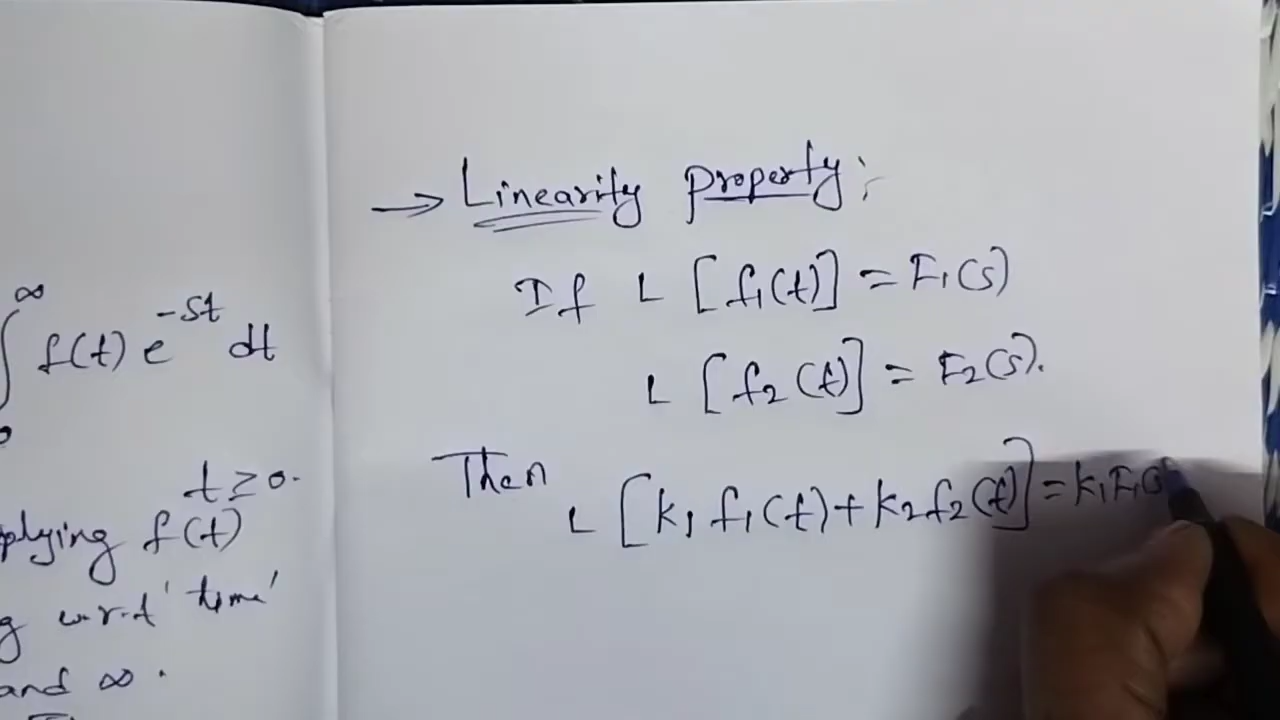 ∞
∫ f(t) e^-st dt
0
t ≥ 0.
plying f(t)
g w.r.t 'time'
and ∞ .
→ Linearity Property:
If L [f₁(t)] = F₁(s)
L [f₂(t)] = F₂(s).
Then L [k₁ f₁(t) + k₂ f₂(t)] = k₁F₁(s